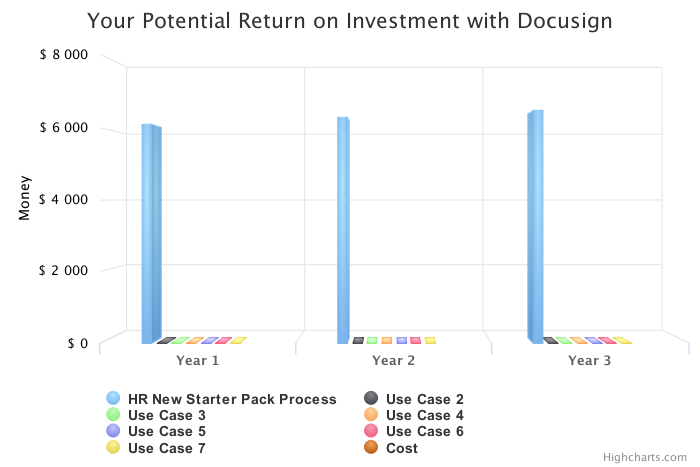 Your Potential Return on Investment with Docusign
$ 8 000
$ 6 000
$ 4 000
$ 2 000
$ 0
Money
Year 1 Year 2 Year 3
HR New Starter Pack Process Use Case 2
Use Case 3 Use Case 4
Use Case 5 Use Case 6
Use Case 7 Cost
Highcharts.com